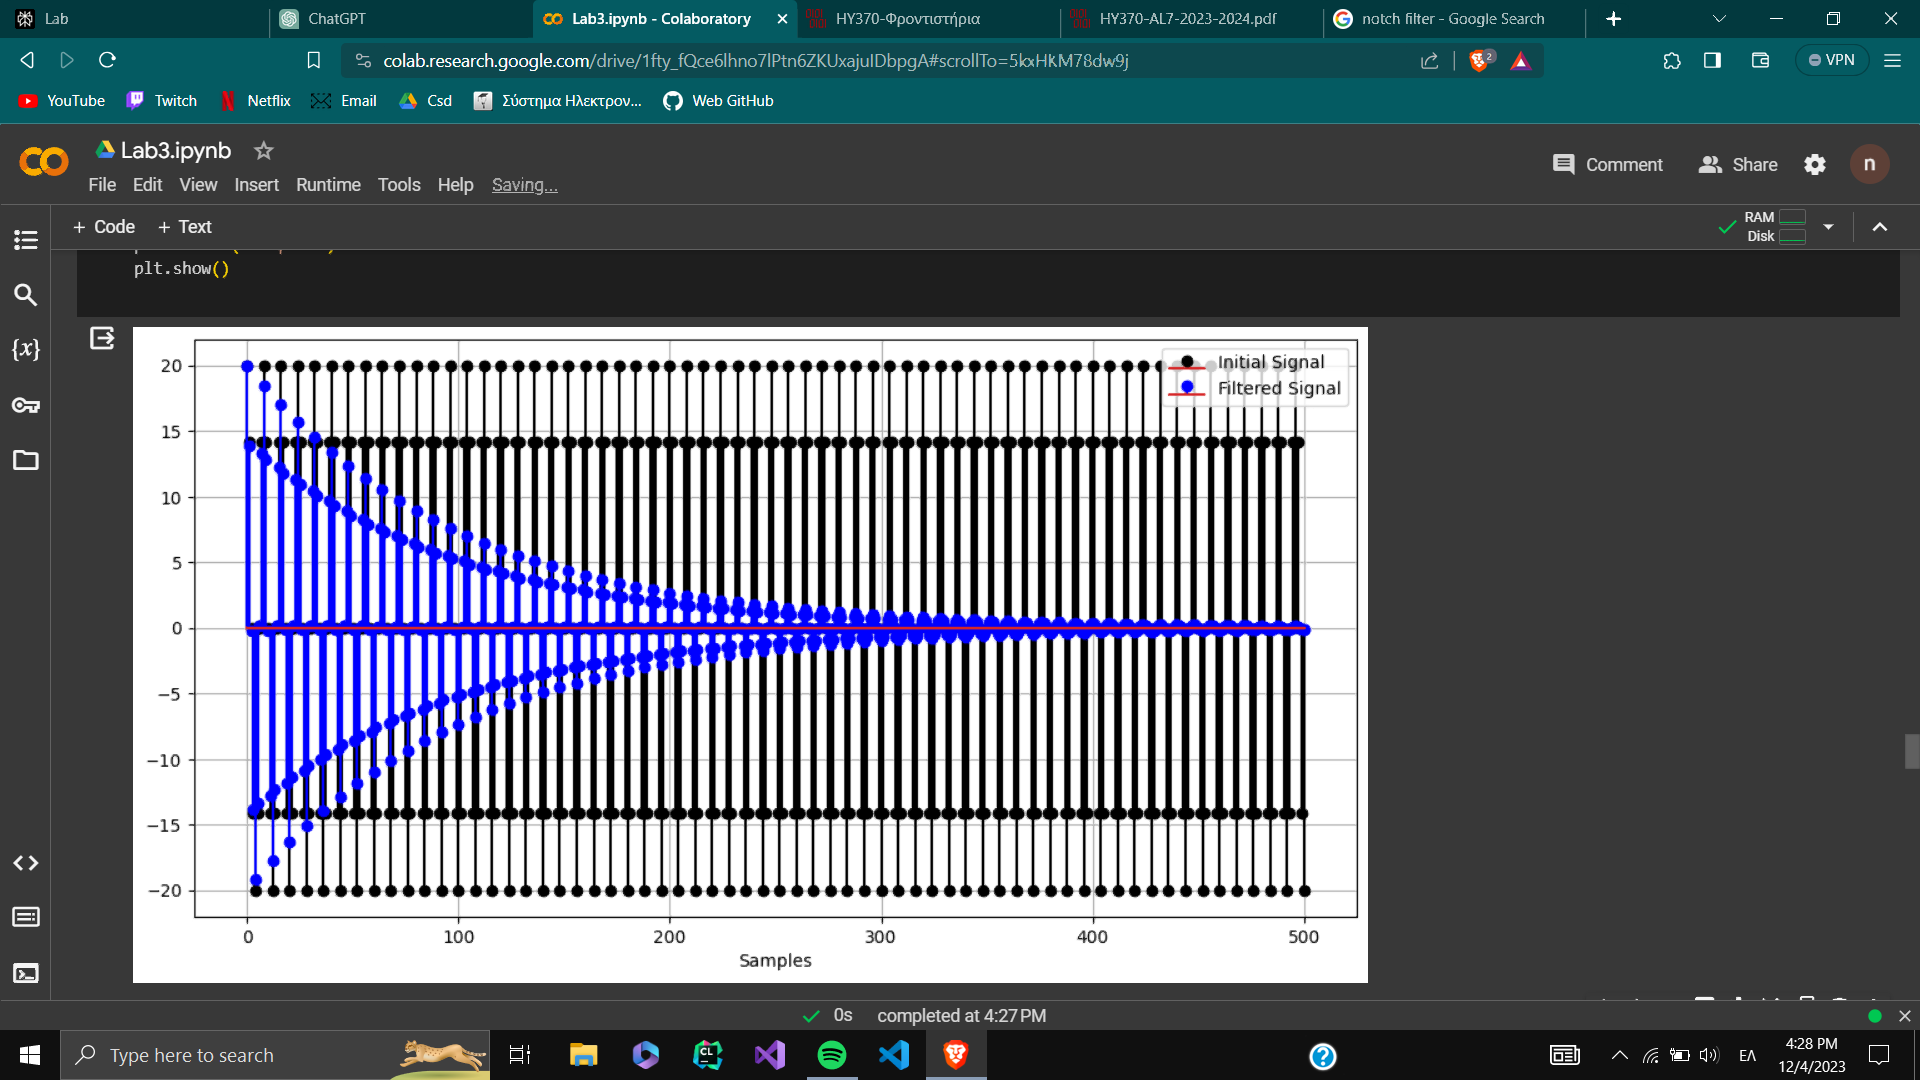 Lab
ChatGPT
Lab3.ipynb - Colaboratory
HY370-Φροντιστήρια
HY370-AL7-2023-2024.pdf
notch filter - Google Search
colab.research.google.com/drive/1fty_fQce6lhno7lPtn6ZKUxajuIDbpgA#scrollTo=5kxHkM78dw9j
2
VPN
YouTube
Twitch
Netflix
Email
Csd
Σύστημα Ηλεκτρον...
Web GitHub
Lab3.ipynb
Comment
Share
n
File Edit View Insert Runtime Tools Help Saving...
+ Code + Text
RAM
Disk
plt.show()
{x}
Initial Signal
Filtered Signal
20
15
10
5
0
−5
−10
−15
−20
0 100 200 300 400 500
Samples
0s completed at 4:27 PM
Type here to search
CL
ΕΛ
4:28 PM
12/4/2023